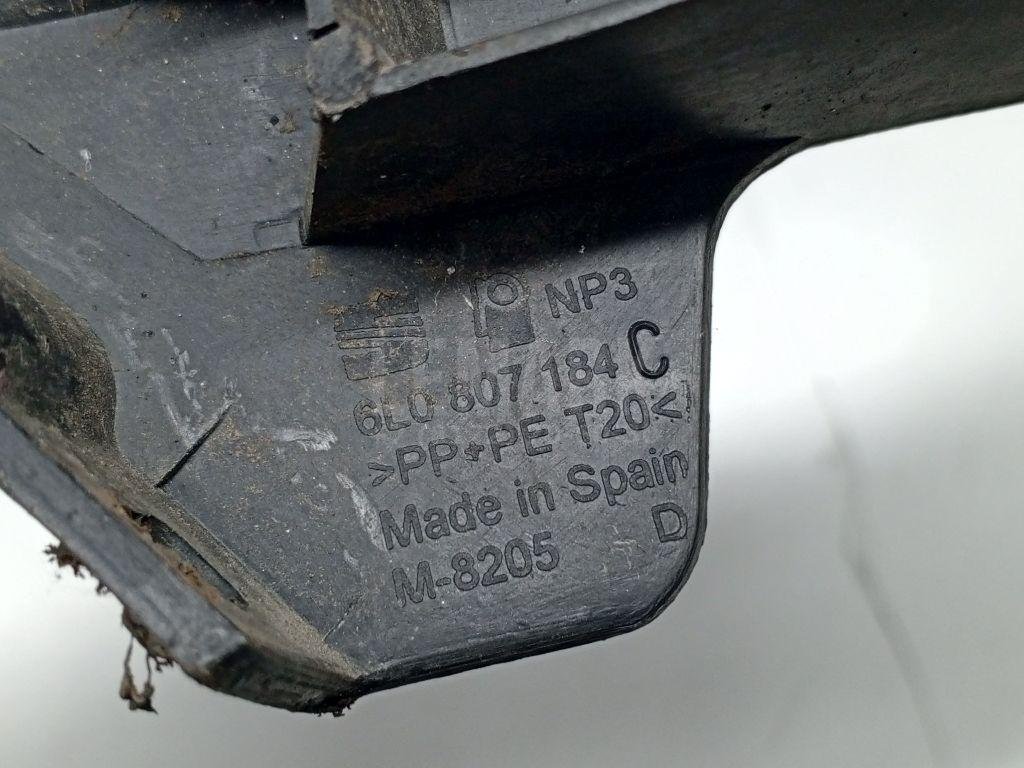 NP3
6L0 807 184 C
>PP+PE T20<
Made in Spain
M-8205 D